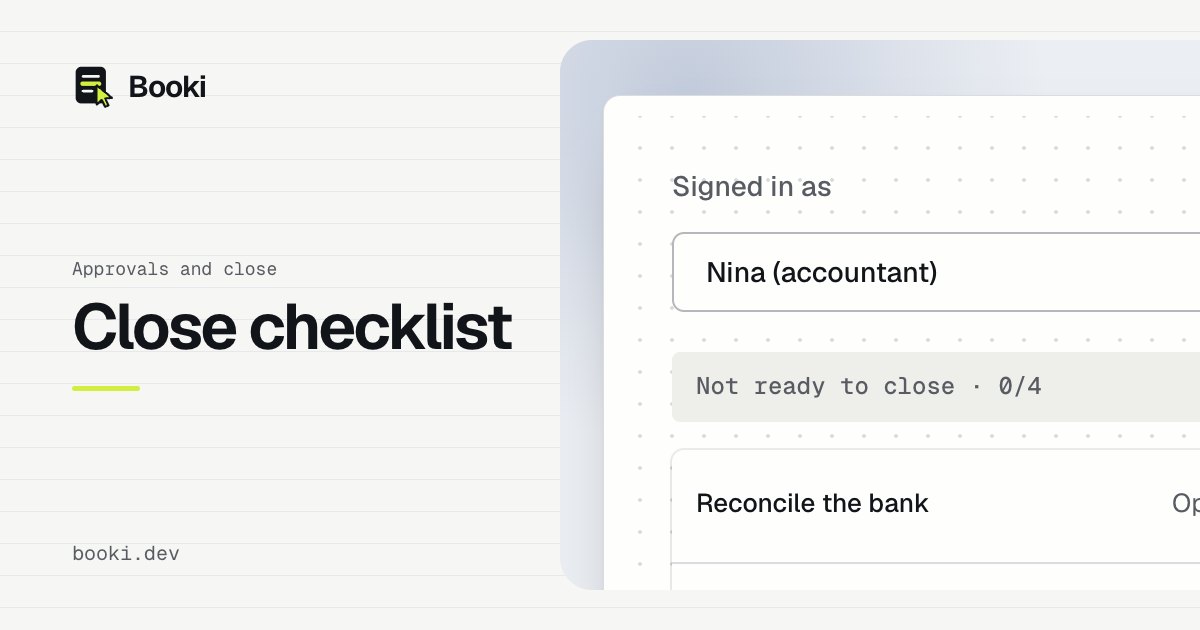 Booki
Approvals and close
Close checklist
booki.dev
Signed in as
Nina (accountant)
Not ready to close · 0/4
Reconcile the bank